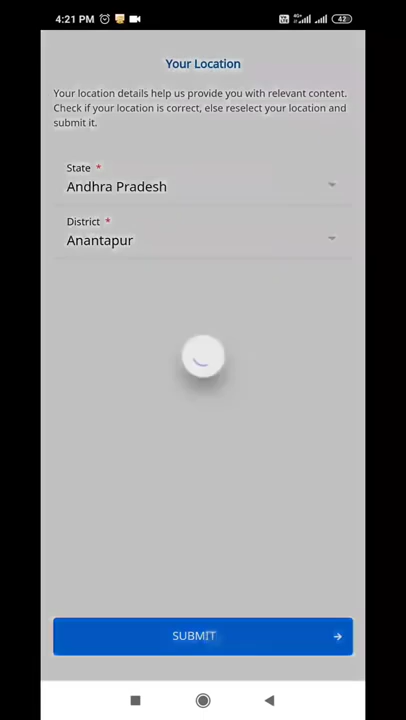 4:21 PM
42
Your Location
Your location details help us provide you with relevant content.
Check if your location is correct, else reselect your location and
submit it.
State *
Andhra Pradesh
District *
Anantapur
SUBMIT